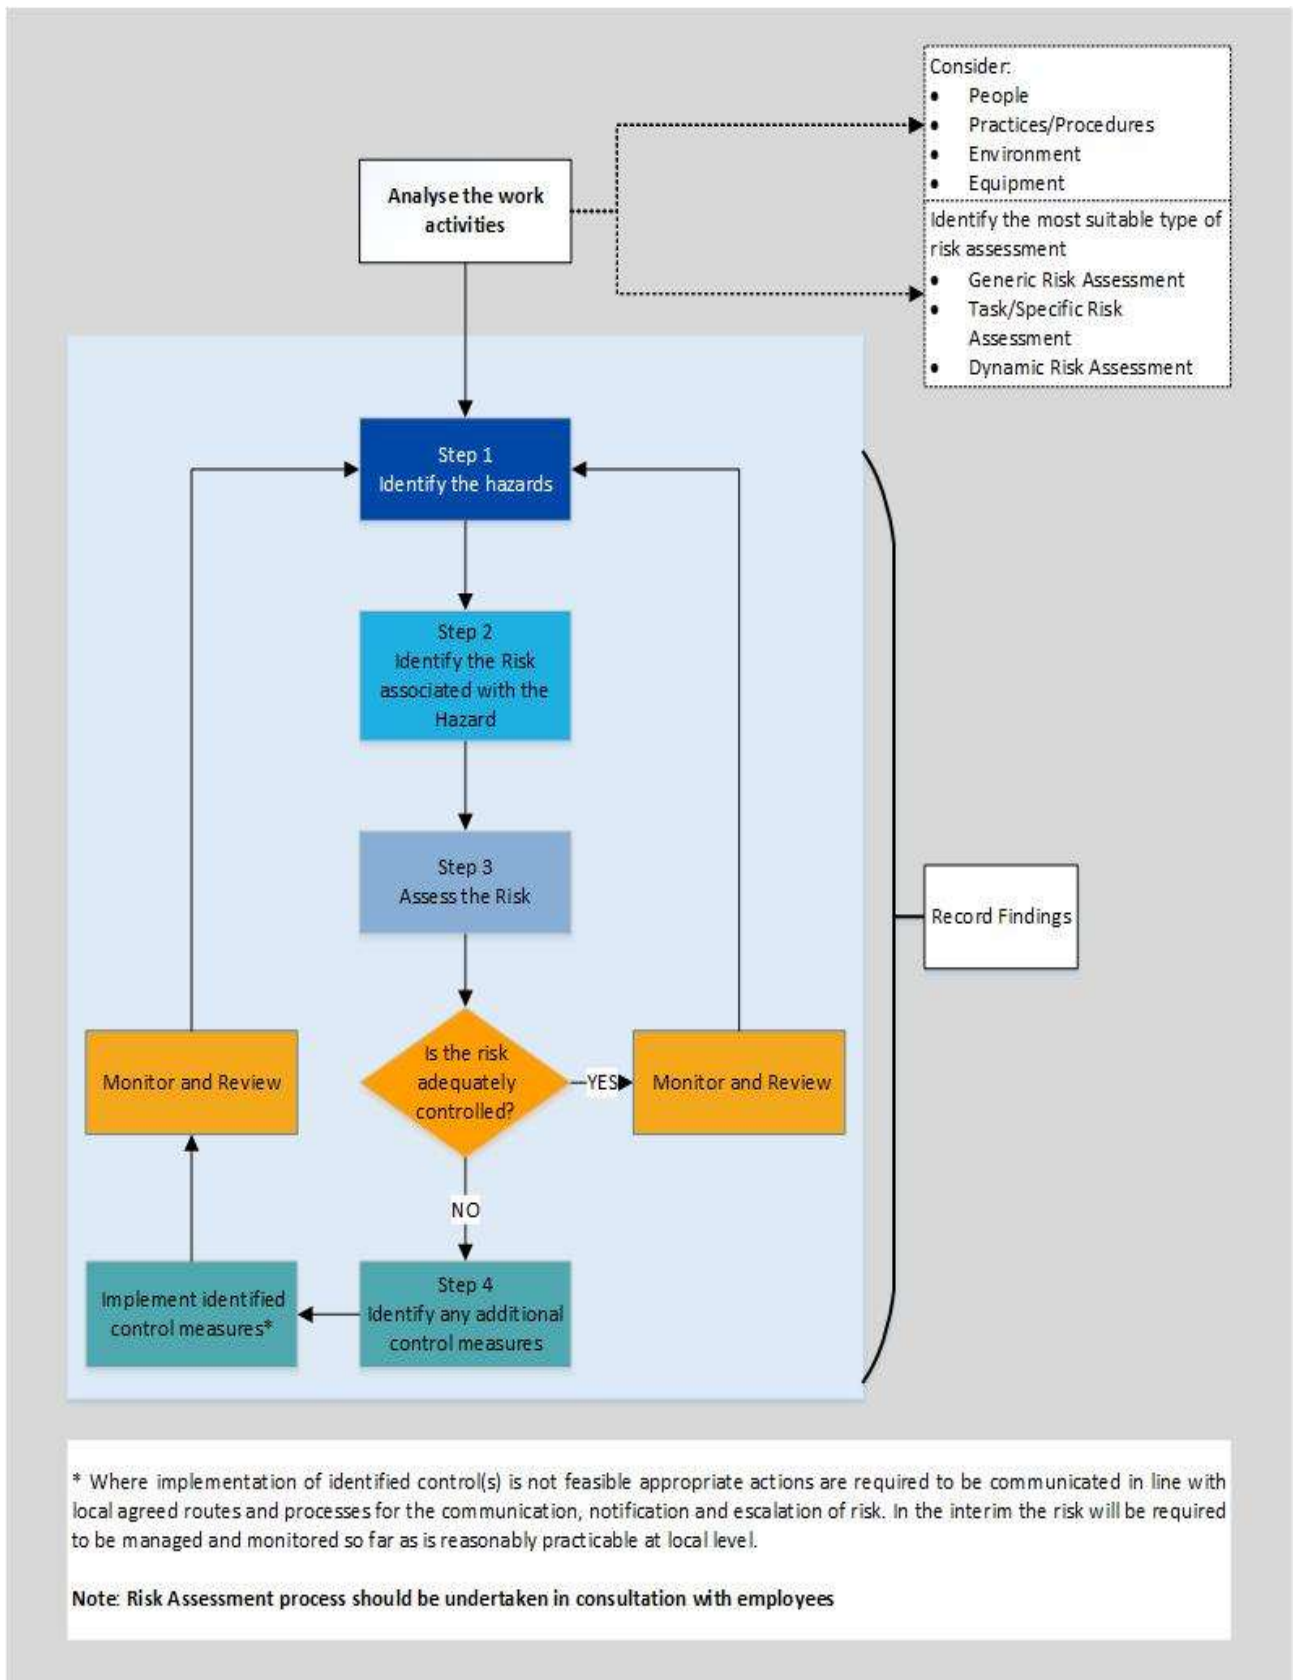 Consider:
• People
• Practices/Procedures
• Environment
• Equipment
Analyse the work
activities
Identify the most suitable type of
risk assessment
• Generic Risk Assessment
• Task/Specific Risk
Assessment
• Dynamic Risk Assessment
Step 1
Identify the hazards
Step 2
Identify the Risk
associated with the
Hazard
Step 3
Assess the Risk
Record Findings
Is the risk
adequately
controlled?
YES
Monitor and Review
Monitor and Review
NO
Step 4
Identify any additional
control measures
Implement identified
control measures*
* Where implementation of identified control(s) is not feasible appropriate actions are required to be communicated in line with
local agreed routes and processes for the communication, notification and escalation of risk. In the interim the risk will be required
to be managed and monitored so far as is reasonably practicable at local level.
Note: Risk Assessment process should be undertaken in consultation with employees